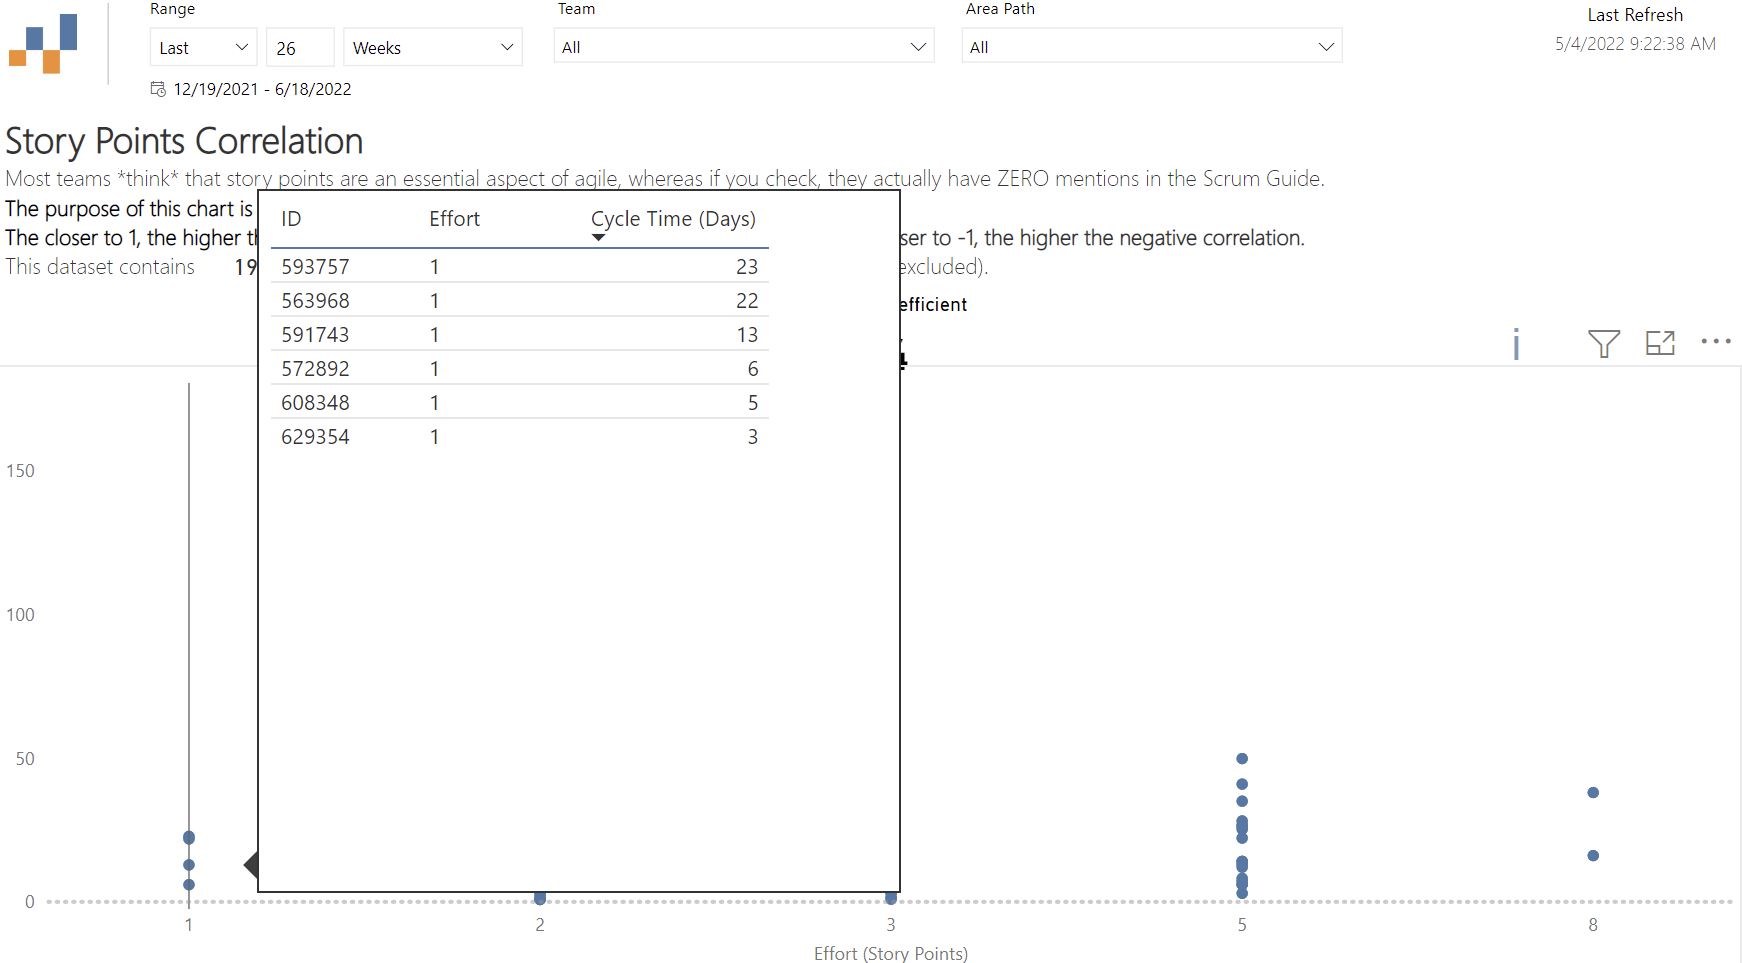 Range
Team
Area Path
Last Refresh
Last
26
Weeks
All
All
5/4/2022 9:22:38 AM
12/19/2021 - 6/18/2022
Story Points Correlation
Most teams *think* that story points are an essential aspect of agile, whereas if you check, they actually have ZERO mentions in the Scrum Guide.
The purpose of this chart is
The closer to 1, the higher ser to -1, the higher the negative correlation.
This dataset contains 19 excluded).
efficient
ID Effort Cycle Time (Days)
593757 1 23
563968 1 22
591743 1 13
572892 1 6
608348 1 5
629354 1 3
150
100
50
0
1 2 3 5 8
Effort (Story Points)